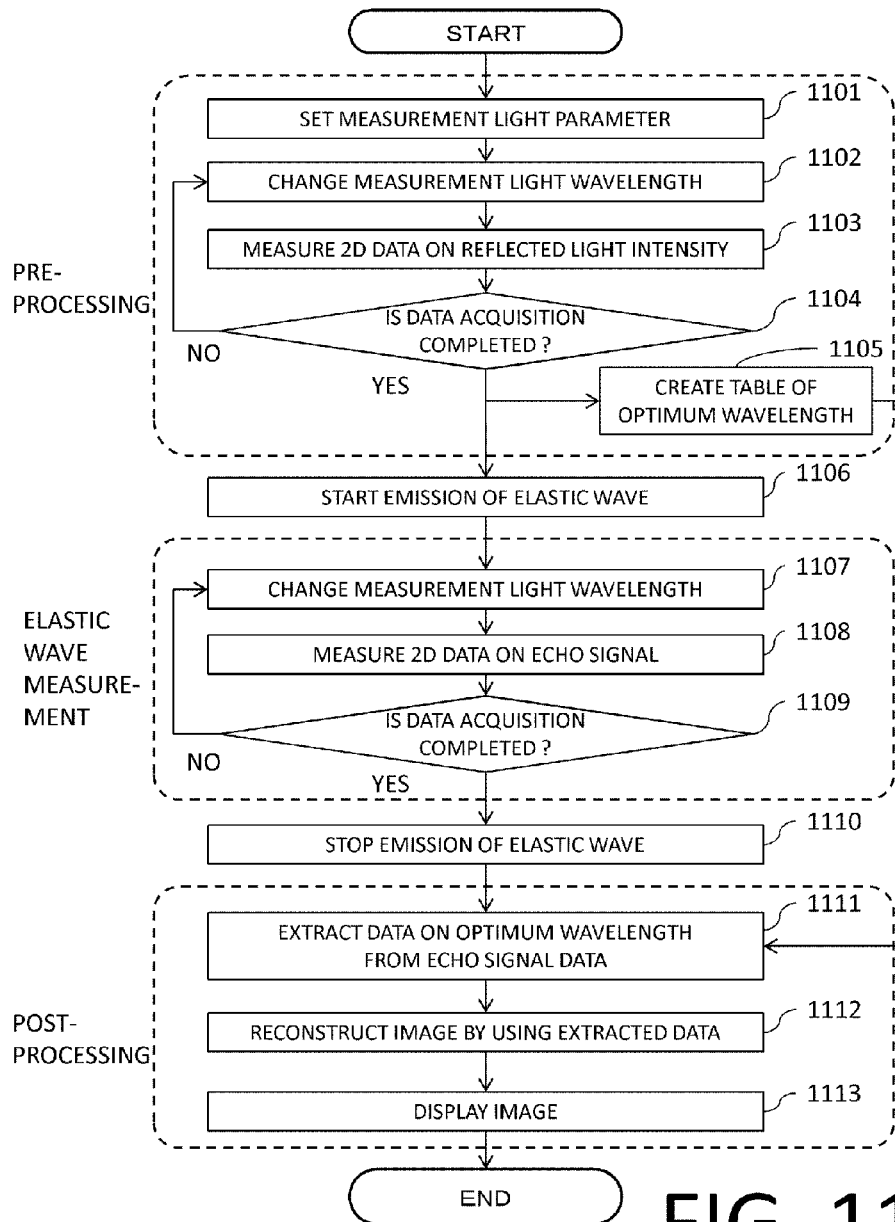 START
1101
SET MEASUREMENT LIGHT PARAMETER
1102
CHANGE MEASUREMENT LIGHT WAVELENGTH
1103
MEASURE 2D DATA ON REFLECTED LIGHT INTENSITY
PRE-
PROCESSING
1104
IS DATA ACQUISITION
COMPLETED ?
NO
YES
1105
CREATE TABLE OF
OPTIMUM WAVELENGTH
1106
START EMISSION OF ELASTIC WAVE
1107
CHANGE MEASUREMENT LIGHT WAVELENGTH
ELASTIC
WAVE
MEASURE-
MENT
1108
MEASURE 2D DATA ON ECHO SIGNAL
1109
IS DATA ACQUISITION
COMPLETED ?
NO
YES
1110
STOP EMISSION OF ELASTIC WAVE
1111
EXTRACT DATA ON OPTIMUM WAVELENGTH
FROM ECHO SIGNAL DATA
POST-
PROCESSING
1112
RECONSTRUCT IMAGE BY USING EXTRACTED DATA
1113
DISPLAY IMAGE
END
FIG. 11